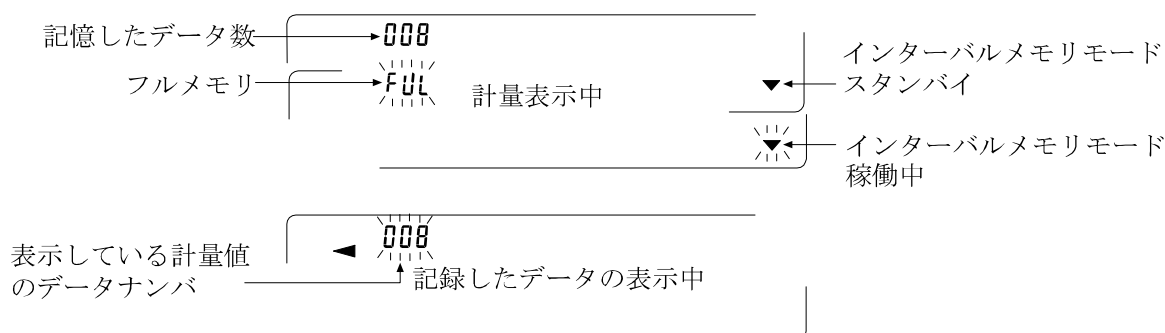 記憶したデータ数
008
インターバルメモリモード
スタンバイ
フルメモリ
FUL
計量表示中
インターバルメモリモード
稼働中
008
表示している計量値
のデータナンバ
記録したデータの表示中